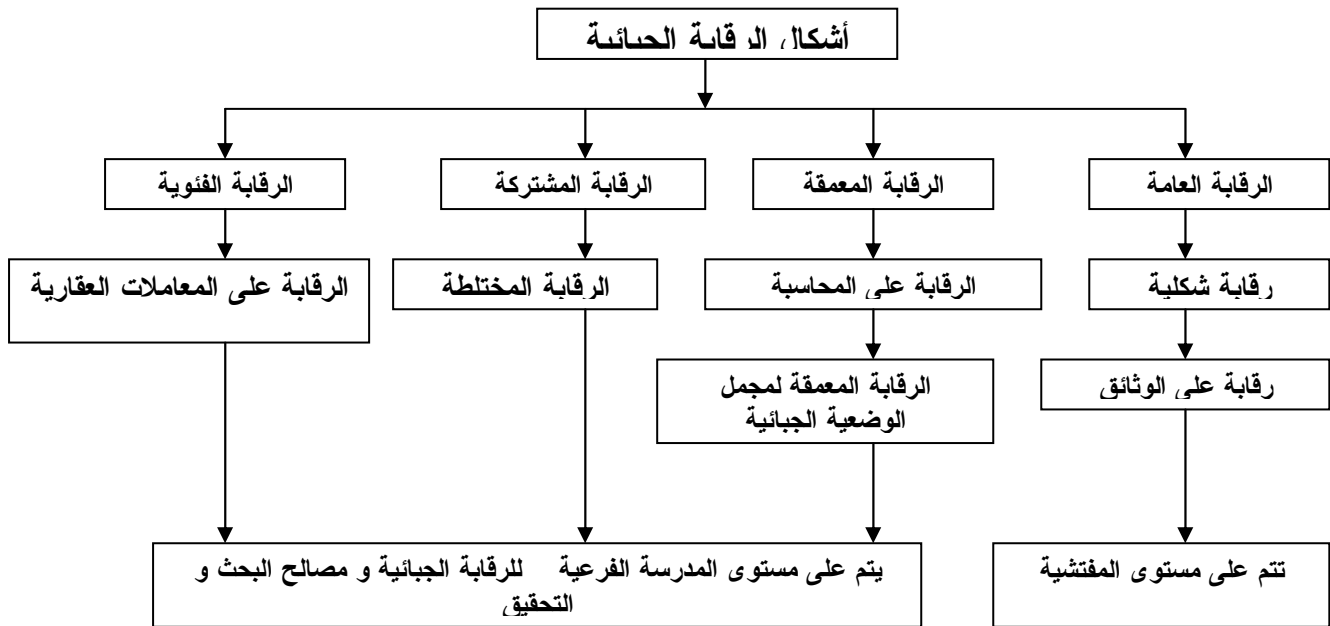 أشكال الرقابة الجبائية
الرقابة العامة
الرقابة المعمقة
الرقابة المشتركة
الرقابة الفئوية
رقابة شكلية
الرقابة على المحاسبة
الرقابة المختلطة
الرقابة على المعاملات العقارية
رقابة على الوثائق
الرقابة المعمقة لمجمل
الوضعية الجبائية
تتم على مستوى المفتشية
يتم على مستوى المدرسة الفرعية للرقابة الجبائية و مصالح البحث و
التحقيق